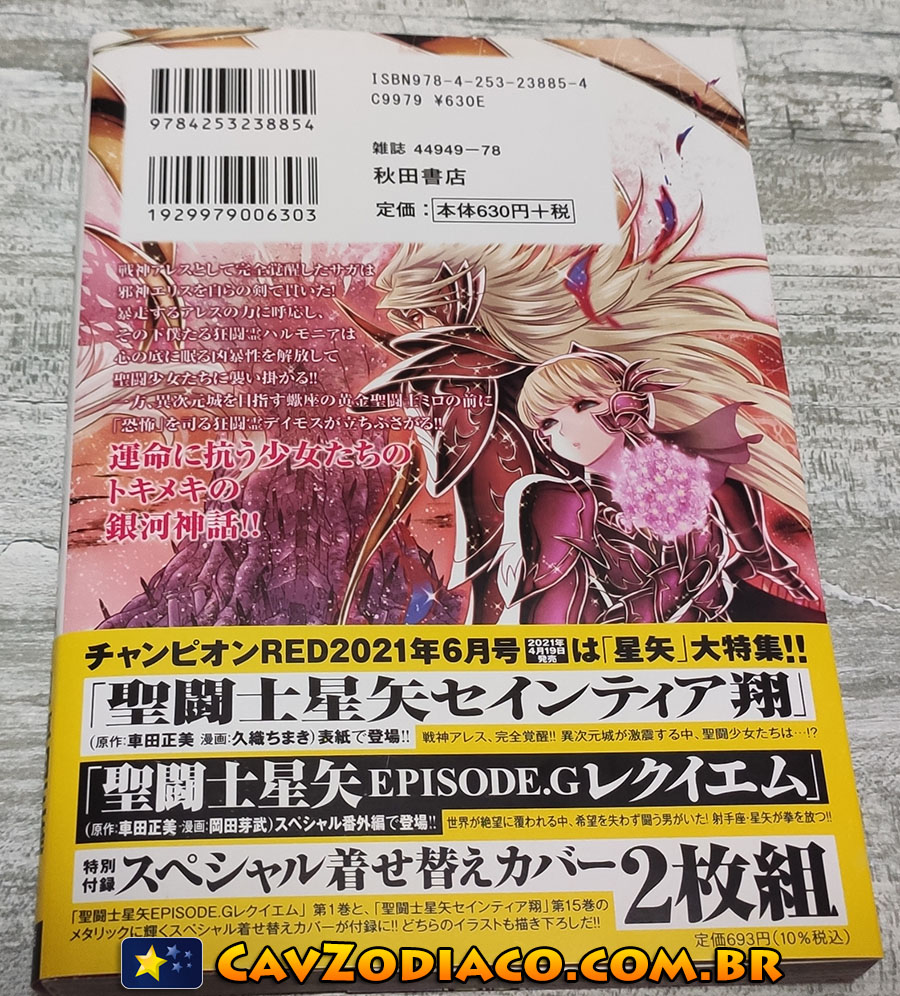 ISBN978-4-253-23885-4
C9979 ¥630E
9784253238854
雑誌 44949-78
秋田書店
1929979006303
定価：本体630円+税
戦神アレスとして完全覚醒したサガは
邪神エリスを自らの剣で貫いた!
暴走するアレスの力に呼応し、
その下僕たる狂闘霊ハルモニアは
心の底に眠る凶暴性を解放して
聖闘少女たちに襲い掛かる!!
一方、異次元城を目指す蠍座の黄金聖闘士ミロの前に
「恐怖」を司る狂闘霊デイモスが立ちふさがる!!
運命に抗う少女たちの
トキメキの
銀河神話!!
チャンピオンRED2021年6月号 2021年4月19日発売 は「星矢」大特集!!
「聖闘士星矢セインティア翔」
(原作:車田正美 漫画:久織ちまき)表紙で登場!! 戦神アレス、完全覚醒!! 異次元城が激震する中、聖闘少女たちは…!?
「聖闘士星矢EPISODE.Gレクイエム」
(原作:車田正美・漫画:岡田芽武)スペシャル番外編で登場!! 世界が絶望に覆われる中、希望を失わず闘う男がいた! 射手座・星矢が拳を放つ!!
特別付録 スペシャル着せ替えカバー2枚組
「聖闘士星矢EPISODE.Gレクイエム」第1巻と、「聖闘士星矢セインティア翔」第15巻の
メタリックに輝くスペシャル着せ替えカバーが付録に!! どちらのイラストも描き下ろしだ!!
定価693円(10%税込)
CavZodiaco.com.br